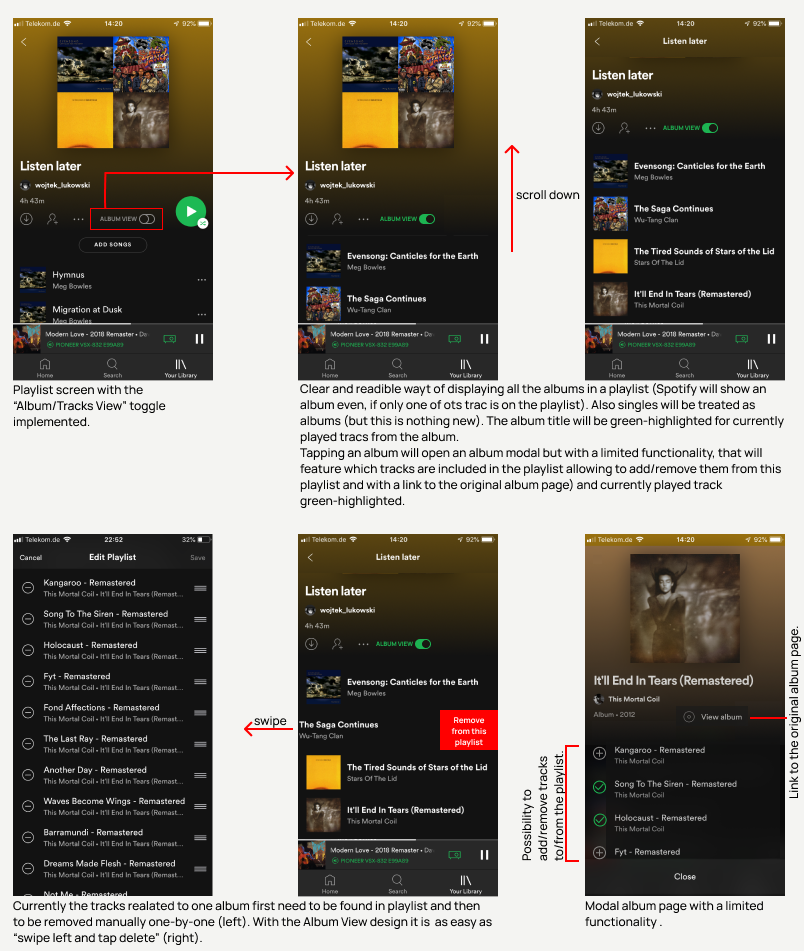 Telekom.de 14:20 92%
Listen later
wojtek_lukowski
4h 43m
ALBUM VIEW
ADD SONGS
Hymnus
Meg Bowles
Migration at Dusk
Meg Bowles
Modern Love - 2018 Remaster • Da
PIONEER VSX-832 E99A89
Home Search Your Library
Playlist screen with the
“Album/Tracks View” toggle
implemented.
Telekom.de 14:20 92%
Listen later
wojtek_lukowski
4h 43m
ALBUM VIEW
Evensong: Canticles for the Earth
Meg Bowles
The Saga Continues
Wu-Tang Clan
Modern Love - 2018 Remaster • Da
PIONEER VSX-832 E99A89
Home Search Your Library
scroll down
Telekom.de 14:20 92%
Listen later
Listen later
wojtek_lukowski
4h 43m
ALBUM VIEW
Evensong: Canticles for the Earth
Meg Bowles
The Saga Continues
Wu-Tang Clan
The Tired Sounds of Stars of the Lid
Stars Of The Lid
It'll End In Tears (Remastered)
This Mortal Coil
Modern Love - 2018 Remaster • Da
PIONEER VSX-832 E99A89
Home Search Your Library
Clear and readible wayt of displaying all the albums in a playlist (Spotify will show an
album even, if only one of ots trac is on the playlist). Also singles will be treated as
albums (but this is nothing new). The album title will be green-highlighted for currently
played tracs from the album.
Tapping an album will open an album modal but with a limited functionality, that will
feature which tracks are included in the playlist allowing to add/remove them from this
playlist and with a link to the original album page) and currently played track
green-highlighted.
Telekom.de 22:52 32%
Cancel Edit Playlist Save
Kangaroo - Remastered
This Mortal Coil • It'll End In Tears (Remast...
Song To The Siren - Remastered
This Mortal Coil • It'll End In Tears (Remast...
Holocaust - Remastered
This Mortal Coil • It'll End In Tears (Remast...
Fyt - Remastered
This Mortal Coil • It'll End In Tears (Remast...
Fond Affections - Remastered
This Mortal Coil • It'll End In Tears (Remast...
The Last Ray - Remastered
This Mortal Coil • It'll End In Tears (Remast...
Another Day - Remastered
This Mortal Coil • It'll End In Tears (Remast...
Waves Become Wings - Remastered
This Mortal Coil • It'll End In Tears (Remast...
Barramundi - Remastered
This Mortal Coil • It'll End In Tears (Remast...
Dreams Made Flesh - Remastered
This Mortal Coil • It'll End In Tears (Remast...
Not Me - Remastered
swipe
Telekom.de 14:20 92%
Listen later
Listen later
wojtek_lukowski
4h 43m
ALBUM VIEW
Evensong: Canticles for the Earth
Meg Bowles
The Saga Continues
Wu-Tang Clan
Remove
from this
playlist
The Tired Sounds of Stars of the Lid
Stars Of The Lid
It'll End In Tears (Remastered)
This Mortal Coil
Modern Love - 2018 Remaster • Da
PIONEER VSX-832 E99A89
Home Search Your Library
Currently the tracks realated to one album first need to be found in playlist and then
to be removed manually one-by-one (left). With the Album View design it is as easy as
“swipe left and tap delete” (right).
Possibility to
add/remove tracks
to/from the playlist.
Telekom.de 14:20 92%
It'll End In Tears (Remastered)
This Mortal Coil
Album • 2012
View album
Kangaroo - Remastered
This Mortal Coil
Song To The Siren - Remastered
This Mortal Coil
Holocaust - Remastered
This Mortal Coil
Fyt - Remastered
Close
Link to the original album page.
Modal album page with a limited
functionality .